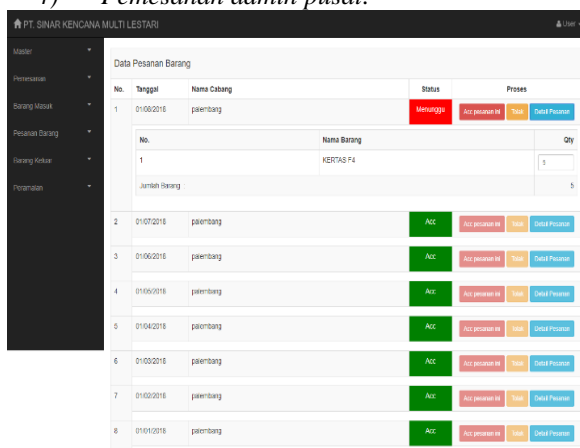 4) Pemesanan admin pusat.
PT. SINAR KENCANA MULTI LESTARI User
Master
Pemesanan
Barang Masuk
Pesanan Barang
Barang Keluar
Peramalan
Data Pesanan Barang
No. Tanggal Nama Cabang Status Proses
1 01/08/2018 palembang Menunggu Acc pesanan ini Tolak Detail Pesanan
No. Nama Barang Qty
1 KERTAS F4 5
Jumlah Barang : 5
2 01/07/2018 palembang Acc Acc pesanan ini Tolak Detail Pesanan
3 01/06/2018 palembang Acc Acc pesanan ini Tolak Detail Pesanan
4 01/05/2018 palembang Acc Acc pesanan ini Tolak Detail Pesanan
5 01/04/2018 palembang Acc Acc pesanan ini Tolak Detail Pesanan
6 01/03/2018 palembang Acc Acc pesanan ini Tolak Detail Pesanan
7 01/02/2018 palembang Acc Acc pesanan ini Tolak Detail Pesanan
8 01/01/2018 palembang Acc Acc pesanan ini Tolak Detail Pesanan